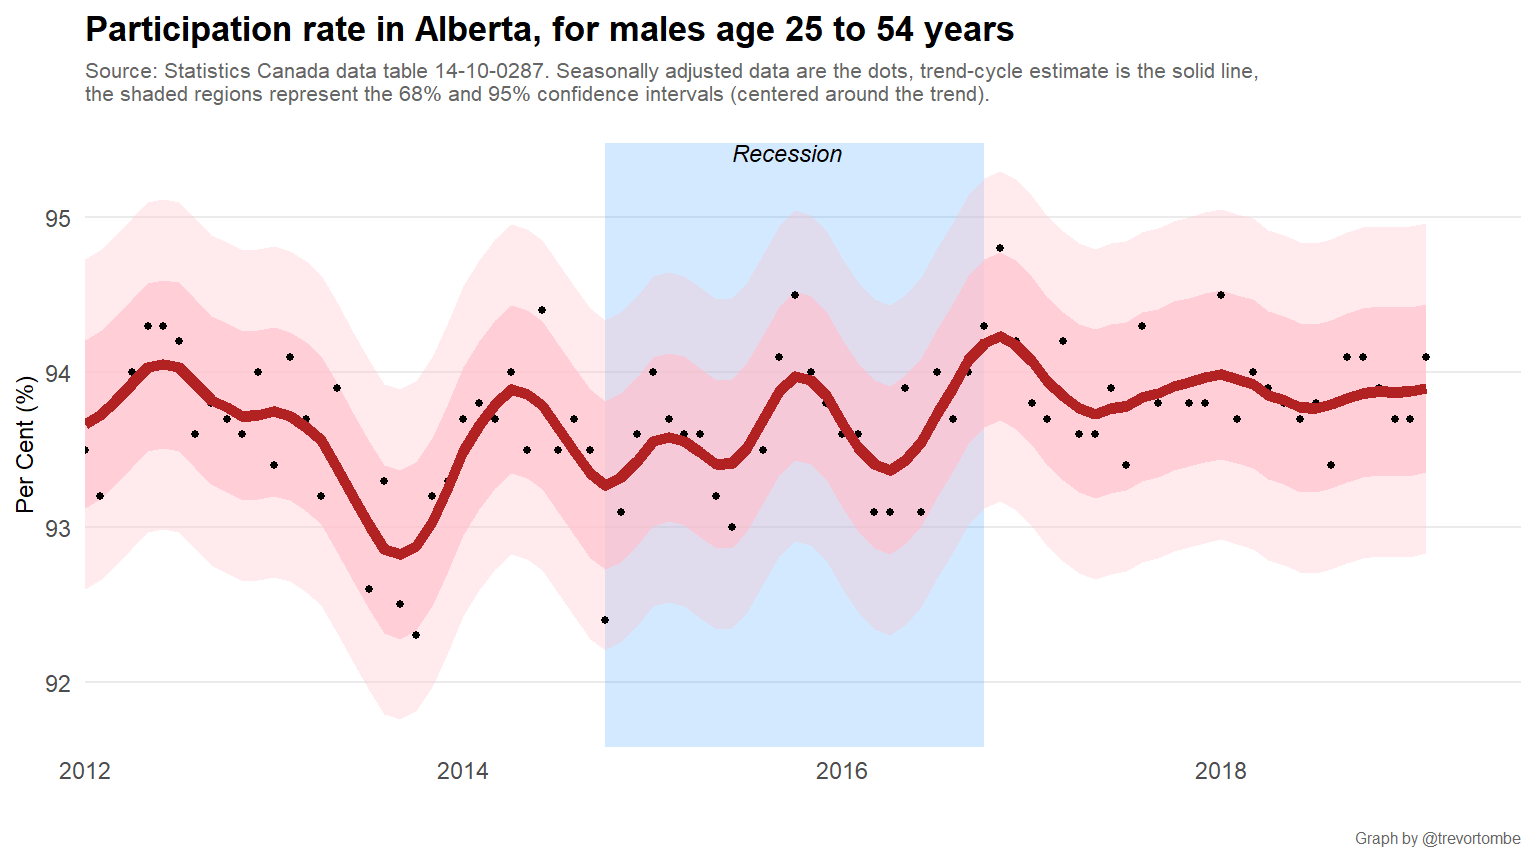 Participation rate in Alberta, for males age 25 to 54 years
Source: Statistics Canada data table 14-10-0287. Seasonally adjusted data are the dots, trend-cycle estimate is the solid line,
the shaded regions represent the 68% and 95% confidence intervals (centered around the trend).
Recession
95
94
93
92
Per Cent (%)
2012 2014 2016 2018
Graph by @trevortombe